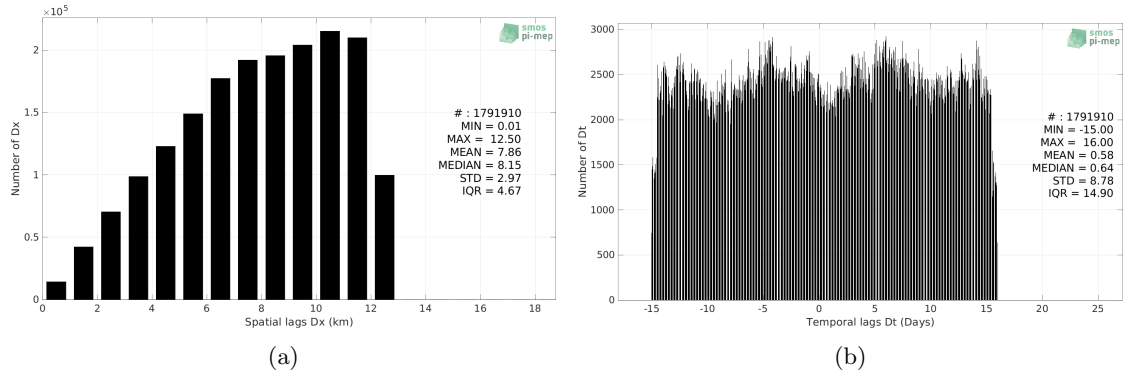 ×10⁵
2
1.5
1
0.5
0
Number of Dx
0 2 4 6 8 10 12 14 16 18
Spatial lags Dx (km)
smos
pi-mep
# : 1791910
MIN = 0.01
MAX = 12.50
MEAN = 7.86
MEDIAN = 8.15
STD = 2.97
IQR = 4.67
(a)
3000
2500
2000
1500
1000
500
0
Number of Dt
-15 -10 -5 0 5 10 15 20 25
Temporal lags Dt (Days)
smos
pi-mep
# : 1791910
MIN = -15.00
MAX = 16.00
MEAN = 0.58
MEDIAN = 0.64
STD = 8.78
IQR = 14.90
(b)